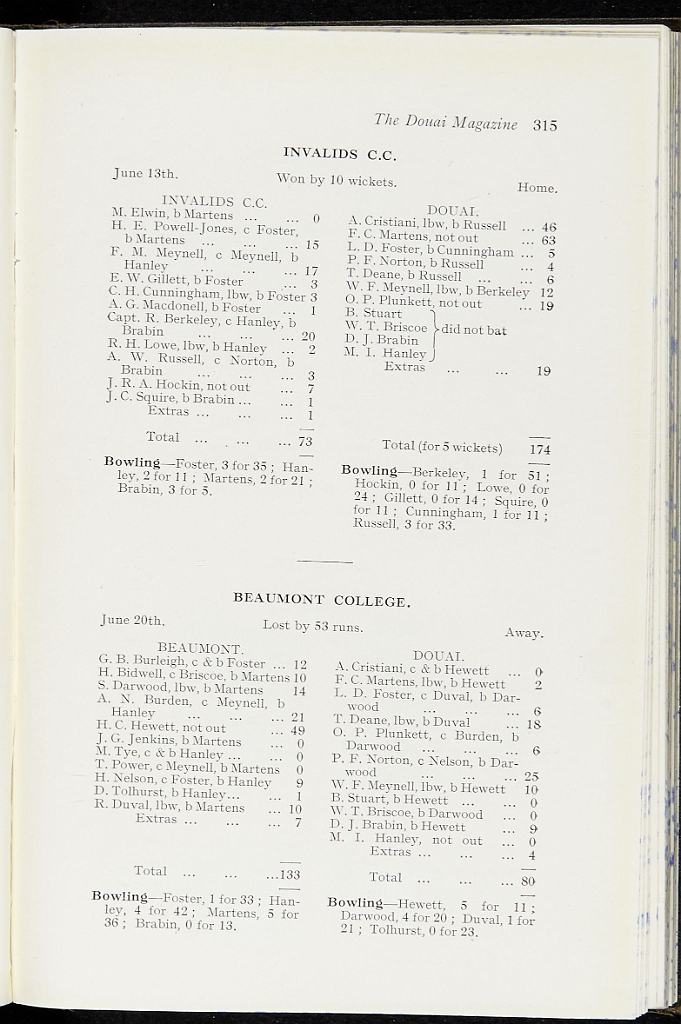 The Douai Magazine 315
INVALIDS C.C.
June 13th. Won by 10 wickets. Home.
INVALIDS C.C.
M. Elwin, b Martens ... ... 0
H. E. Powell-Jones, c Foster,
b Martens ... ... ... 15
F. M. Meynell, c Meynell, b
Hanley ... ... ... 17
E. W. Gillett, b Foster ... 3
C. H. Cunningham, lbw, b Foster 3
A. G. Macdonell, b Foster ... 1
Capt. R. Berkeley, c Hanley, b
Brabin ... ... ... 20
R. H. Lowe, lbw, b Hanley ... 2
A. W. Russell, c Norton, b
Brabin ... ... ... 3
J. R. A. Hockin, not out ... 7
J. C. Squire, b Brabin ... ... 1
Extras ... ... ... 1
Total ... ... ... 73
Bowling—Foster, 3 for 35 ; Han-
ley, 2 for 11 ; Martens, 2 for 21 ;
Brabin, 3 for 5.
DOUAI.
A. Cristiani, lbw, b Russell ... 46
F. C. Martens, not out ... 63
L. D. Foster, b Cunningham ... 5
P. F. Norton, b Russell ... 4
T. Deane, b Russell ... ... 6
W. F. Meynell, lbw, b Berkeley 12
O. P. Plunkett, not out ... 19
B. Stuart
W. T. Briscoe } did not bat
D. J. Brabin
M. I. Hanley
Extras ... ... 19
Total (for 5 wickets) 174
Bowling—Berkeley, 1 for 51 ;
Hockin, 0 for 11 ; Lowe, 0 for
24 ; Gillett, 0 for 14 ; Squire, 0
for 11 ; Cunningham, 1 for 11 ;
Russell, 3 for 33.
BEAUMONT COLLEGE.
June 20th. Lost by 53 runs. Away.
BEAUMONT.
G. B. Burleigh, c & b Foster ... 12
H. Bidwell, c Briscoe, b Martens 10
S. Darwood, lbw, b Martens 14
A. N. Burden, c Meynell, b
Hanley ... ... ... 21
H. C. Hewett, not out ... 49
J. G. Jenkins, b Martens ... 0
M. Tye, c & b Hanley ... ... 0
T. Power, c Meynell, b Martens 0
H. Nelson, c Foster, b Hanley 9
D. Tolhurst, b Hanley... ... 1
R. Duval, lbw, b Martens ... 10
Extras ... ... ... 7
Total ... ... ...133
Bowling—Foster, 1 for 33 ; Han-
ley, 4 for 42 ; Martens, 5 for
36 ; Brabin, 0 for 13.
DOUAI.
A. Cristiani, c & b Hewett ... 0
F. C. Martens, lbw, b Hewett 2
L. D. Foster, c Duval, b Dar-
wood ... ... ... 6
T. Deane, lbw, b Duval ... 18
O. P. Plunkett, c Burden, b
Darwood ... ... ... 6
P. F. Norton, c Nelson, b Dar-
wood ... ... ... 25
W. F. Meynell, lbw, b Hewett 10
B. Stuart, b Hewett ... ... 0
W. T. Briscoe, b Darwood ... 0
D. J. Brabin, b Hewett ... 9
M. I. Hanley, not out ... 0
Extras ... ... ... 4
Total ... ... ... 80
Bowling—Hewett, 5 for 11 ;
Darwood, 4 for 20 ; Duval, 1 for
21 ; Tolhurst, 0 for 23.